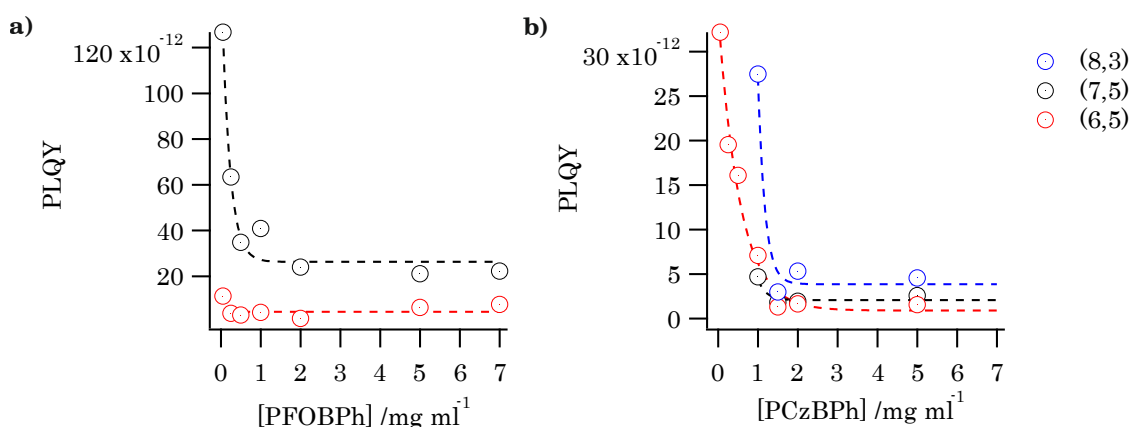 a)
120 x10⁻¹²
100
80
60
40
20
PLQY
0 1 2 3 4 5 6 7
[PFOBPh] /mg ml⁻¹
b)
30 x10⁻¹²
25
20
15
10
5
0
PLQY
0 1 2 3 4 5 6 7
[PCzBPh] /mg ml⁻¹
(8,3)
(7,5)
(6,5)